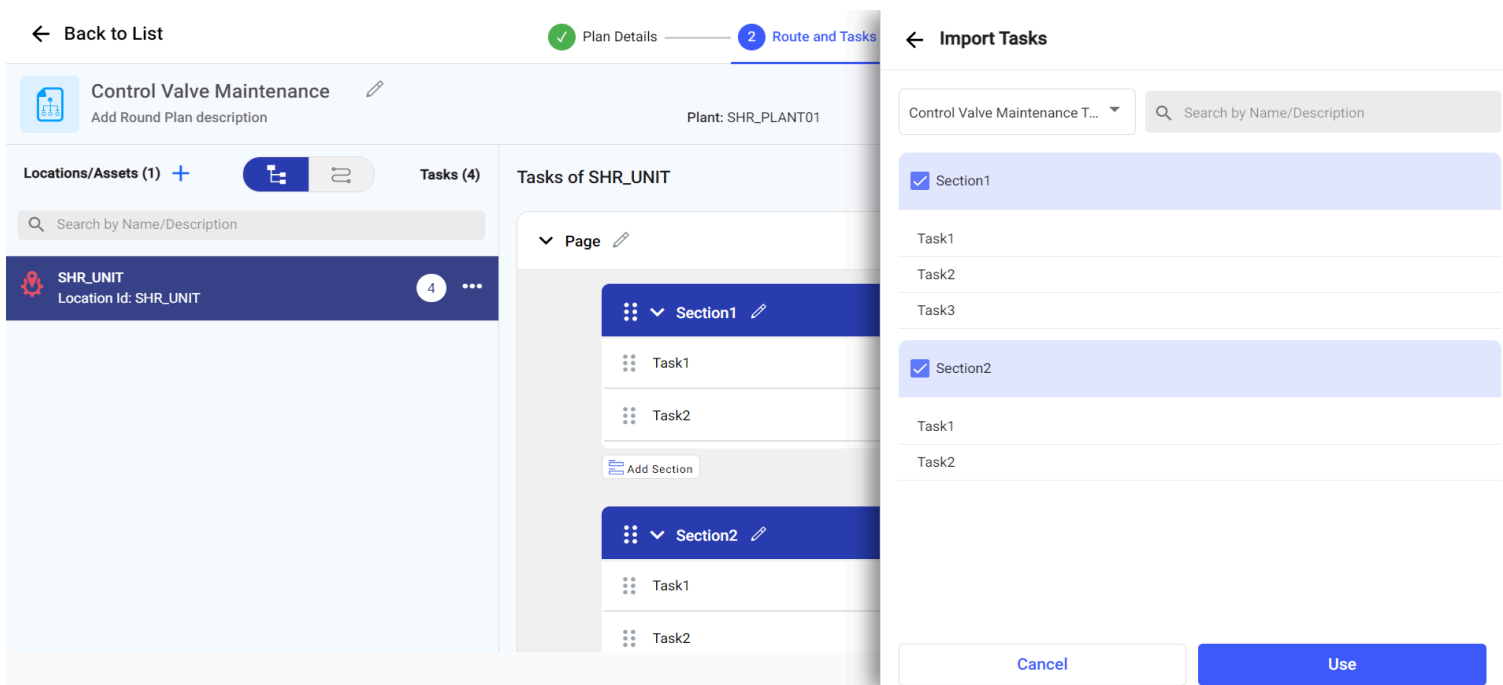 Back to List
Plan Details
2
Route and Tasks
Control Valve Maintenance
Add Round Plan description
Plant: SHR_PLANT01
Locations/Assets (1)
Tasks (4)
Search by Name/Description
SHR_UNIT
Location Id: SHR_UNIT
4
Tasks of SHR_UNIT
Page
Section1
Task1
Task2
Add Section
Section2
Task1
Task2
Import Tasks
Control Valve Maintenance T...
Search by Name/Description
Section1
Task1
Task2
Task3
Section2
Task1
Task2
Cancel
Use